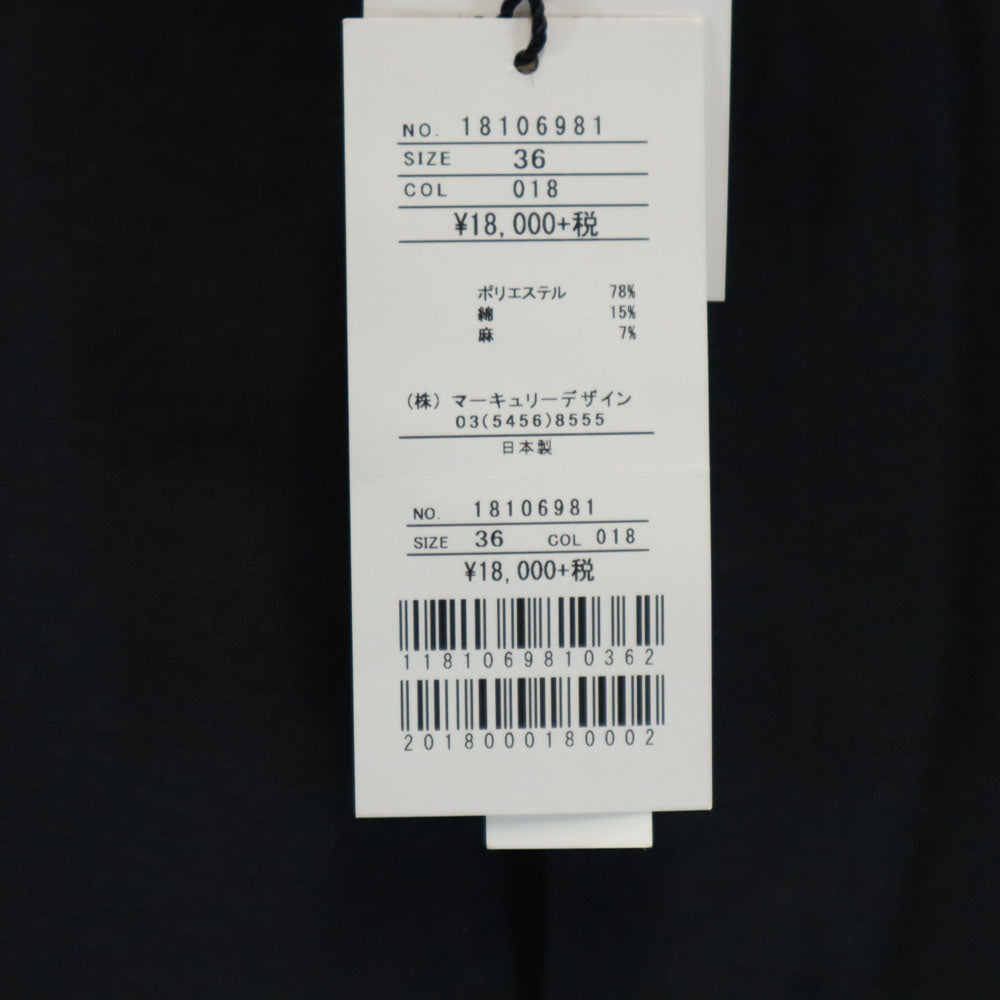 NO. 18106981
SIZE 36
COL 018
¥18,000+税
ポリエステル 78%
綿 15%
麻 7%
(株) マーキュリーデザイン
03(5456)8555
日本製
NO. 18106981
SIZE 36 COL 018
¥18,000+税
1181069810362
2018000180002